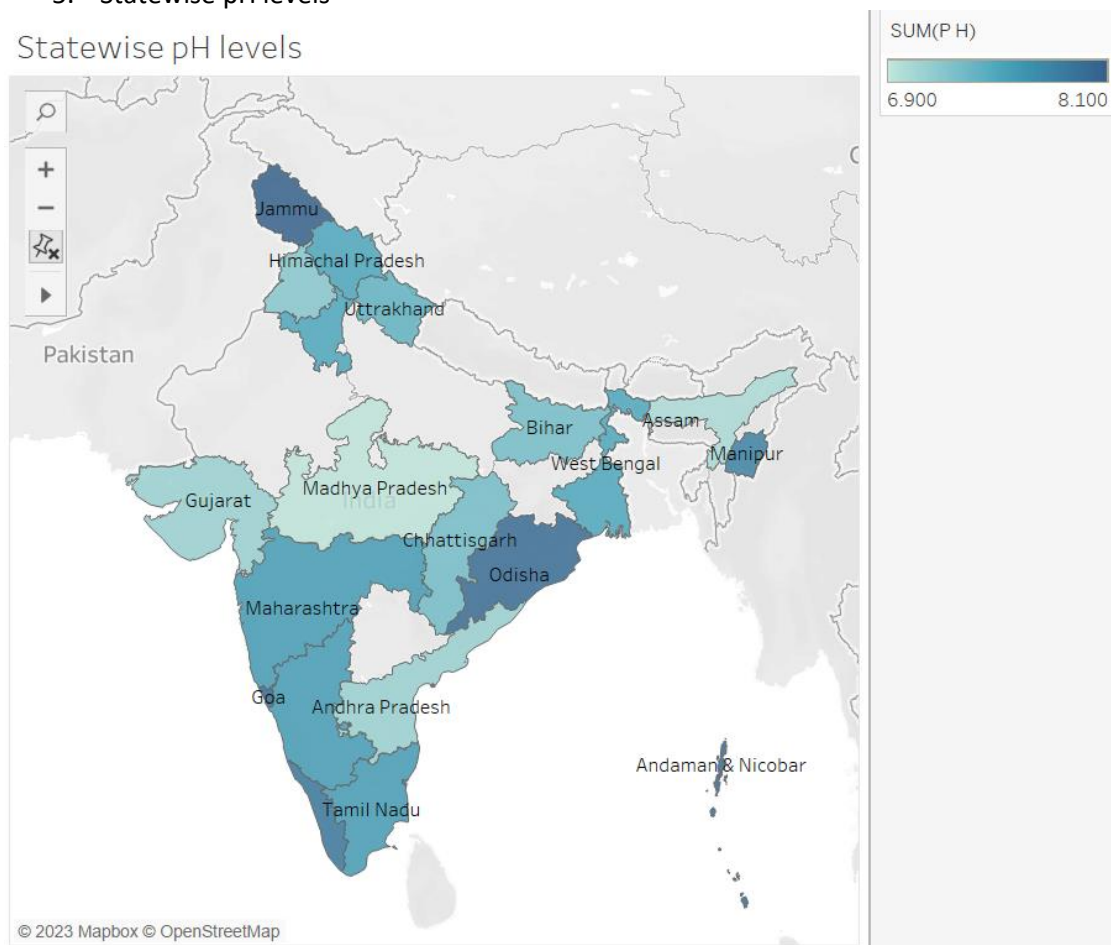 Statewise pH levels
SUM(P H)
6.900 8.100
Jammu
Himachal Pradesh
Uttrakhand
Pakistan
Bihar
Assam
Manipur
West Bengal
Gujarat
Madhya Pradesh
India
Chhattisgarh
Odisha
Maharashtra
Goa
Andhra Pradesh
Andaman & Nicobar
Tamil Nadu
© 2023 Mapbox © OpenStreetMap